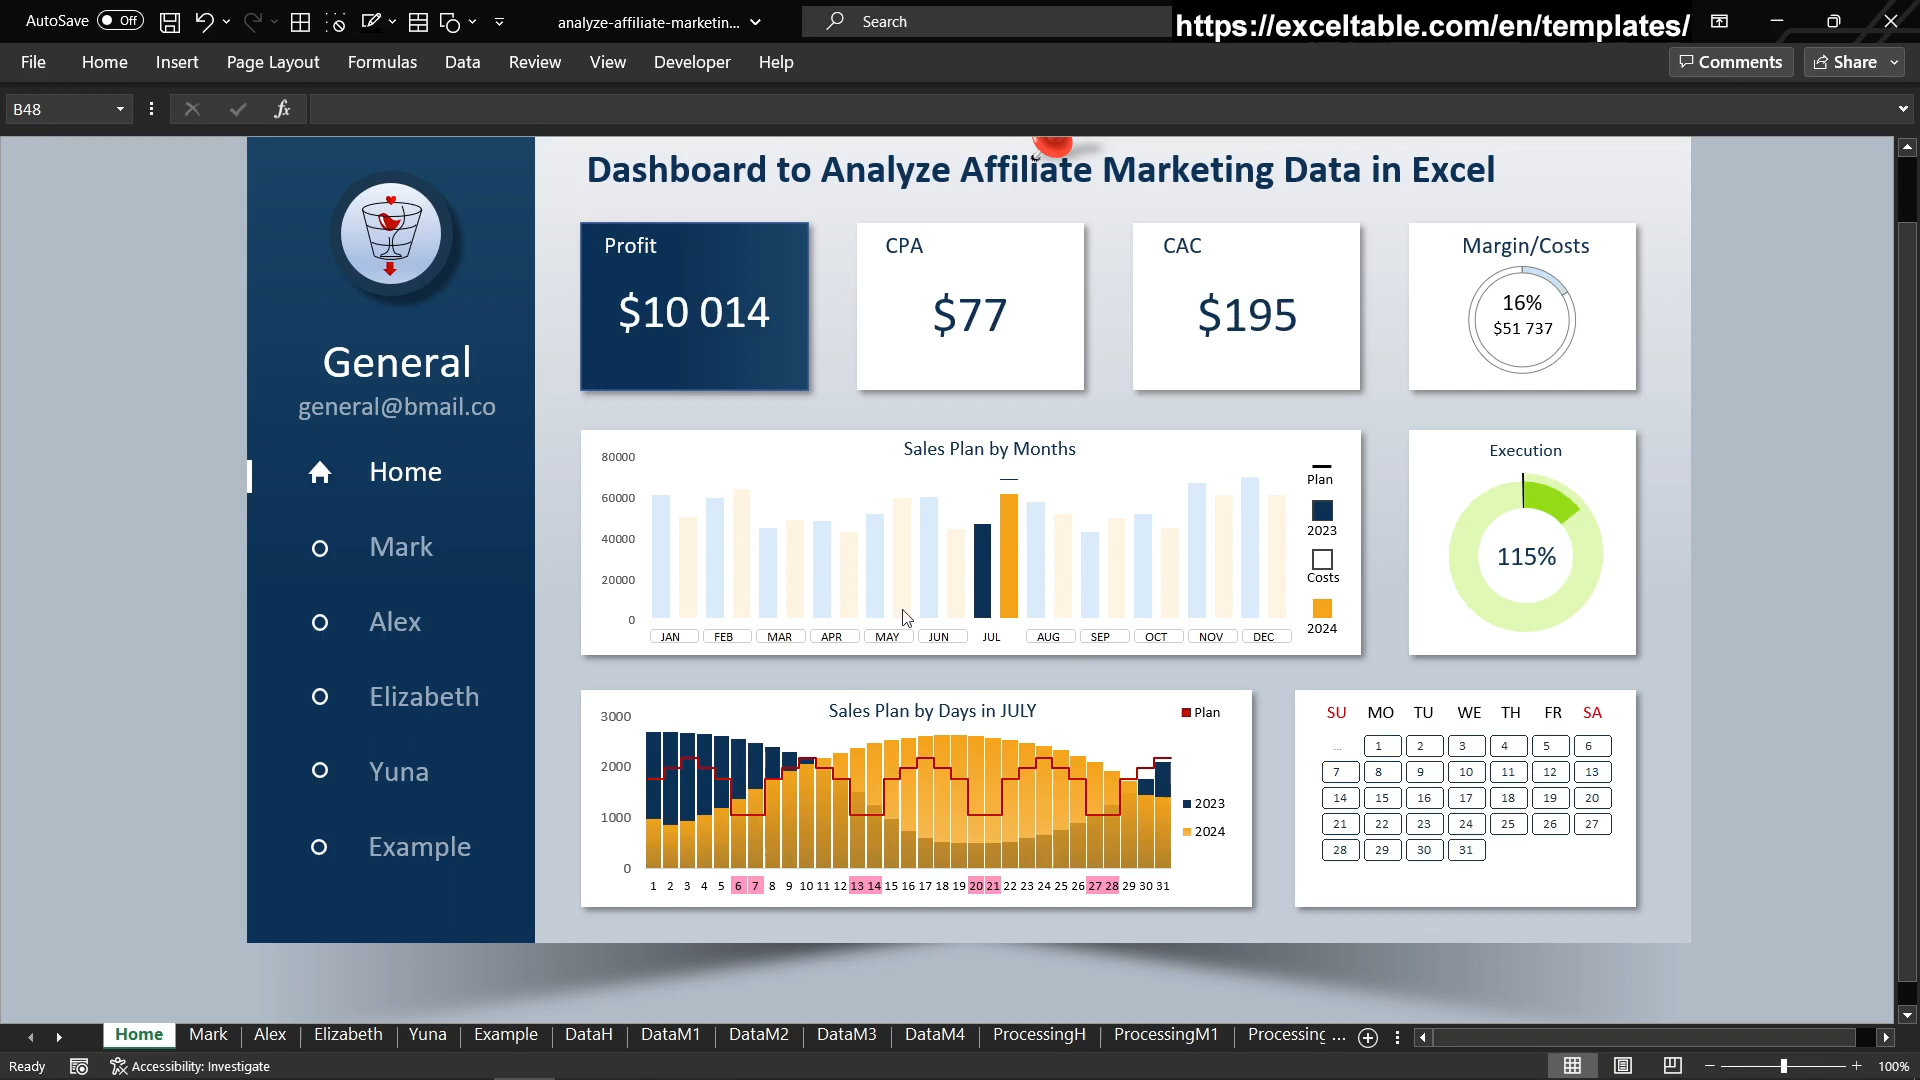 AutoSave Off analyze-affiliate-marketin... Search https://exceltable.com/en/templates/
File Home Insert Page Layout Formulas Data Review View Developer Help Comments Share
B48 fx
Dashboard to Analyze Affiliate Marketing Data in Excel
General
general@bmail.co
Home
Mark
Alex
Elizabeth
Yuna
Example
Profit
$10 014
CPA
$77
CAC
$195
Margin/Costs
16%
$51 737
Sales Plan by Months
80000
60000
40000
20000
0
JAN FEB MAR APR MAY JUN JUL AUG SEP OCT NOV DEC
Plan
2023
Costs
2024
Execution
115%
Sales Plan by Days in JULY
Plan
3000
2000
1000
0
2023
2024
1 2 3 4 5 6 7 8 9 10 11 12 13 14 15 16 17 18 19 20 21 22 23 24 25 26 27 28 29 30 31
SU MO TU WE TH FR SA
... 1 2 3 4 5 6
7 8 9 10 11 12 13
14 15 16 17 18 19 20
21 22 23 24 25 26 27
28 29 30 31
Home Mark Alex Elizabeth Yuna Example DataH DataM1 DataM2 DataM3 DataM4 ProcessingH ProcessingM1 Processing ...
Ready Accessibility: Investigate 100%